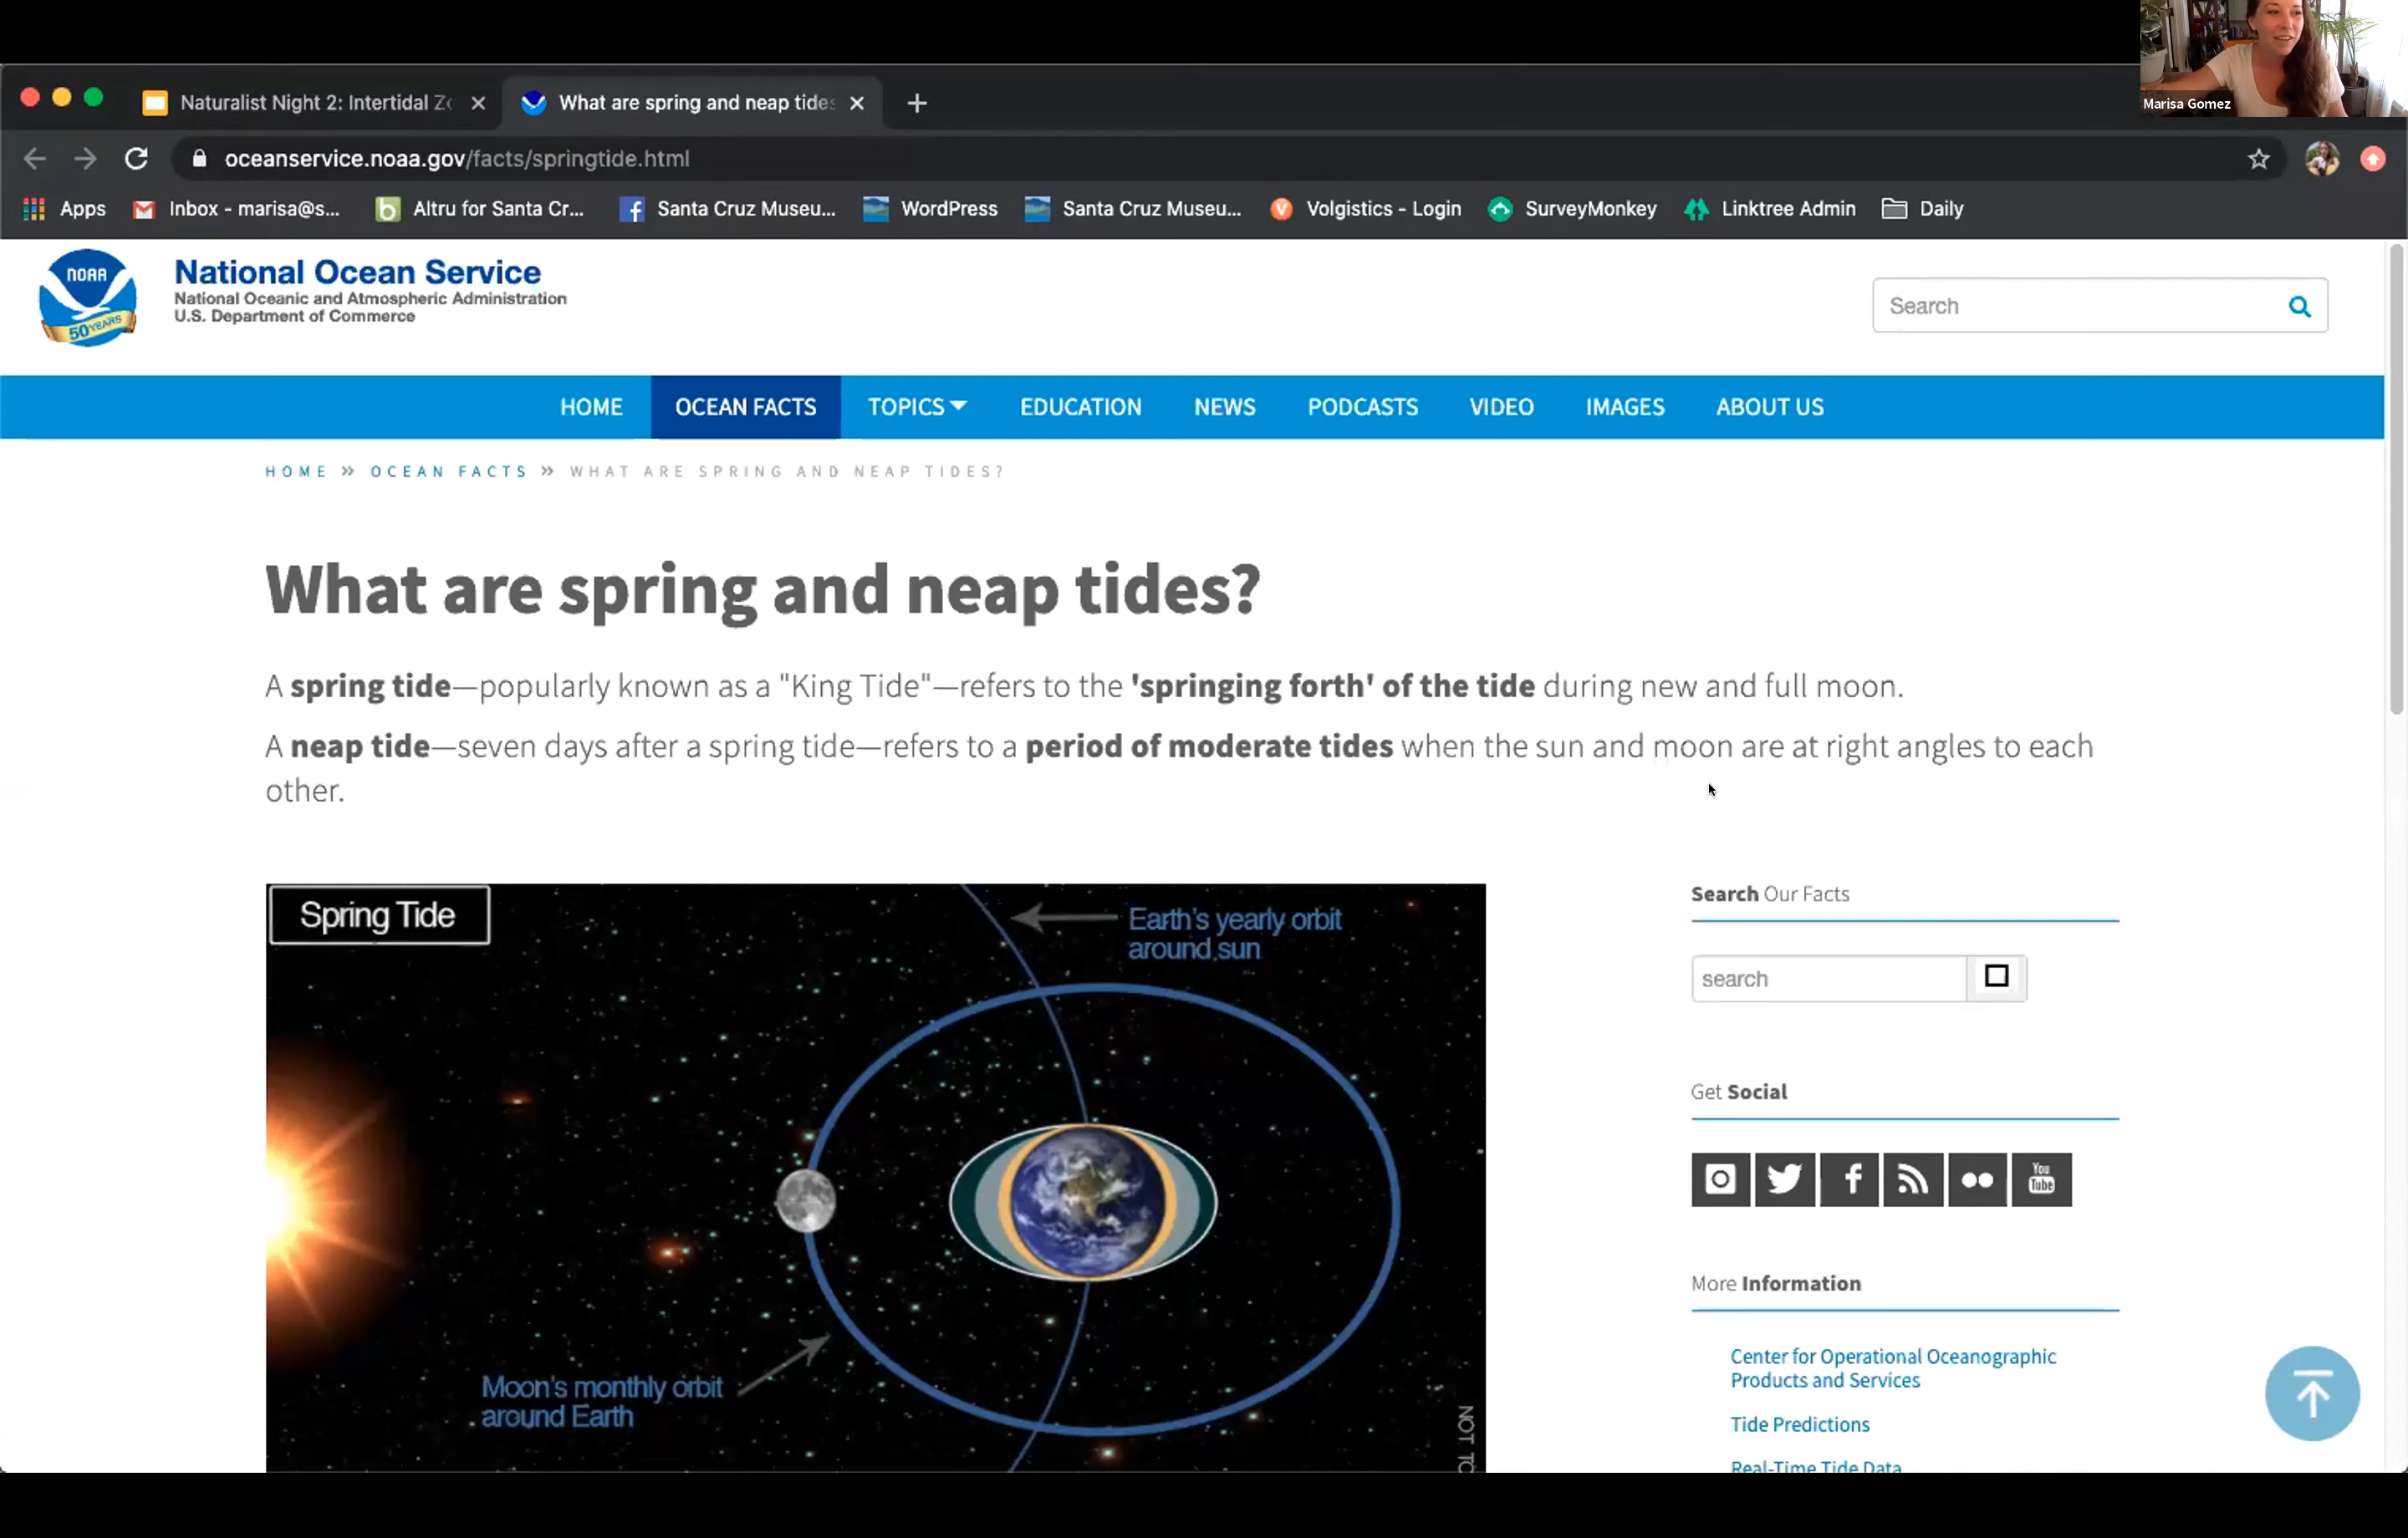 Marisa Gomez
Naturalist Night 2: Intertidal Z
What are spring and neap tides
oceanservice.noaa.gov/facts/springtide.html
Apps Inbox - marisa@s... Altru for Santa Cr... Santa Cruz Museu... WordPress Santa Cruz Museu... Volgistics - Login SurveyMonkey Linktree Admin Daily
NOAA
50 YEARS
National Ocean Service
National Oceanic and Atmospheric Administration
U.S. Department of Commerce
Search
HOME OCEAN FACTS TOPICS EDUCATION NEWS PODCASTS VIDEO IMAGES ABOUT US
HOME » OCEAN FACTS » WHAT ARE SPRING AND NEAP TIDES?
What are spring and neap tides?
A spring tide—popularly known as a "King Tide"—refers to the 'springing forth' of the tide during new and full moon.
A neap tide—seven days after a spring tide—refers to a period of moderate tides when the sun and moon are at right angles to each
other.
Spring Tide
Earth's yearly orbit
around sun
Moon's monthly orbit
around Earth
NOT TO
Search Our Facts
search
Get Social
You
Tube
More Information
Center for Operational Oceanographic
Products and Services
Tide Predictions
Real-Time Tide Data